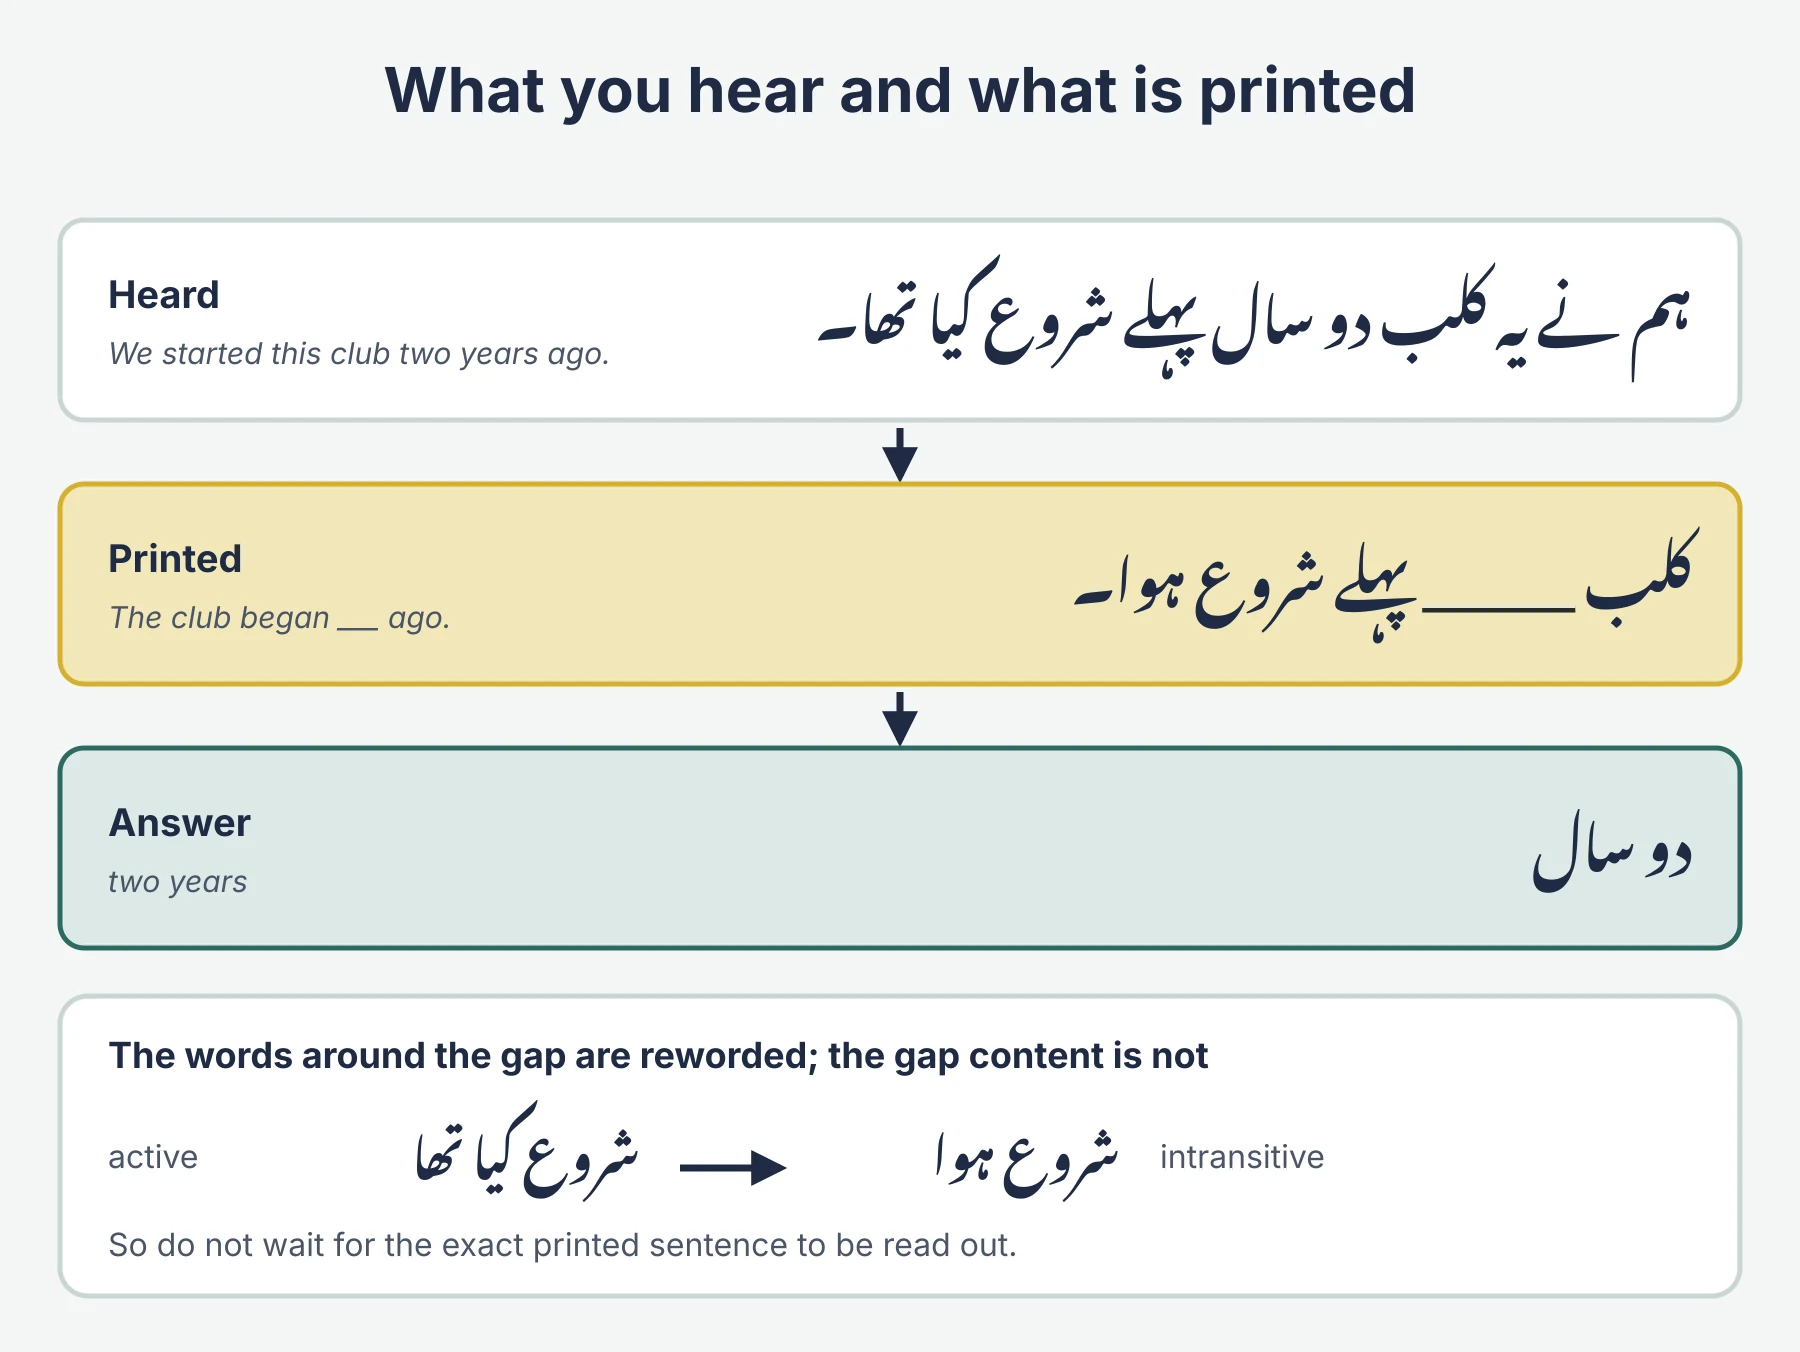 What you hear and what is printed
Heard
ہم نے یہ کلب دو سال پہلے شروع کیا تھا۔
We started this club two years ago.
Printed
کلب ______ پہلے شروع ہوا۔
The club began ___ ago.
Answer
دو سال
two years
The words around the gap are reworded; the gap content is not
active شروع کیا تھا → شروع ہوا intransitive
So do not wait for the exact printed sentence to be read out.